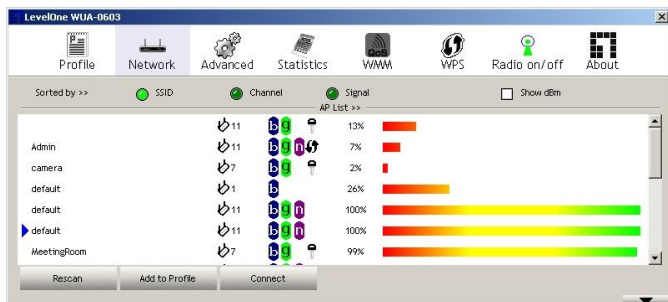 LevelOne WUA-0603
Profile Network Advanced Statistics WMM WPS Radio on/off About
QoS
Sorted by >> SSID Channel Signal Show dBm
AP List >>
11 b g 13%
Admin 11 b g n 7%
camera 7 b g 2%
default 1 b 26%
default 11 b g n 100%
default 11 b g n 100%
MeetingRoom 7 b g 99%
Rescan Add to Profile Connect